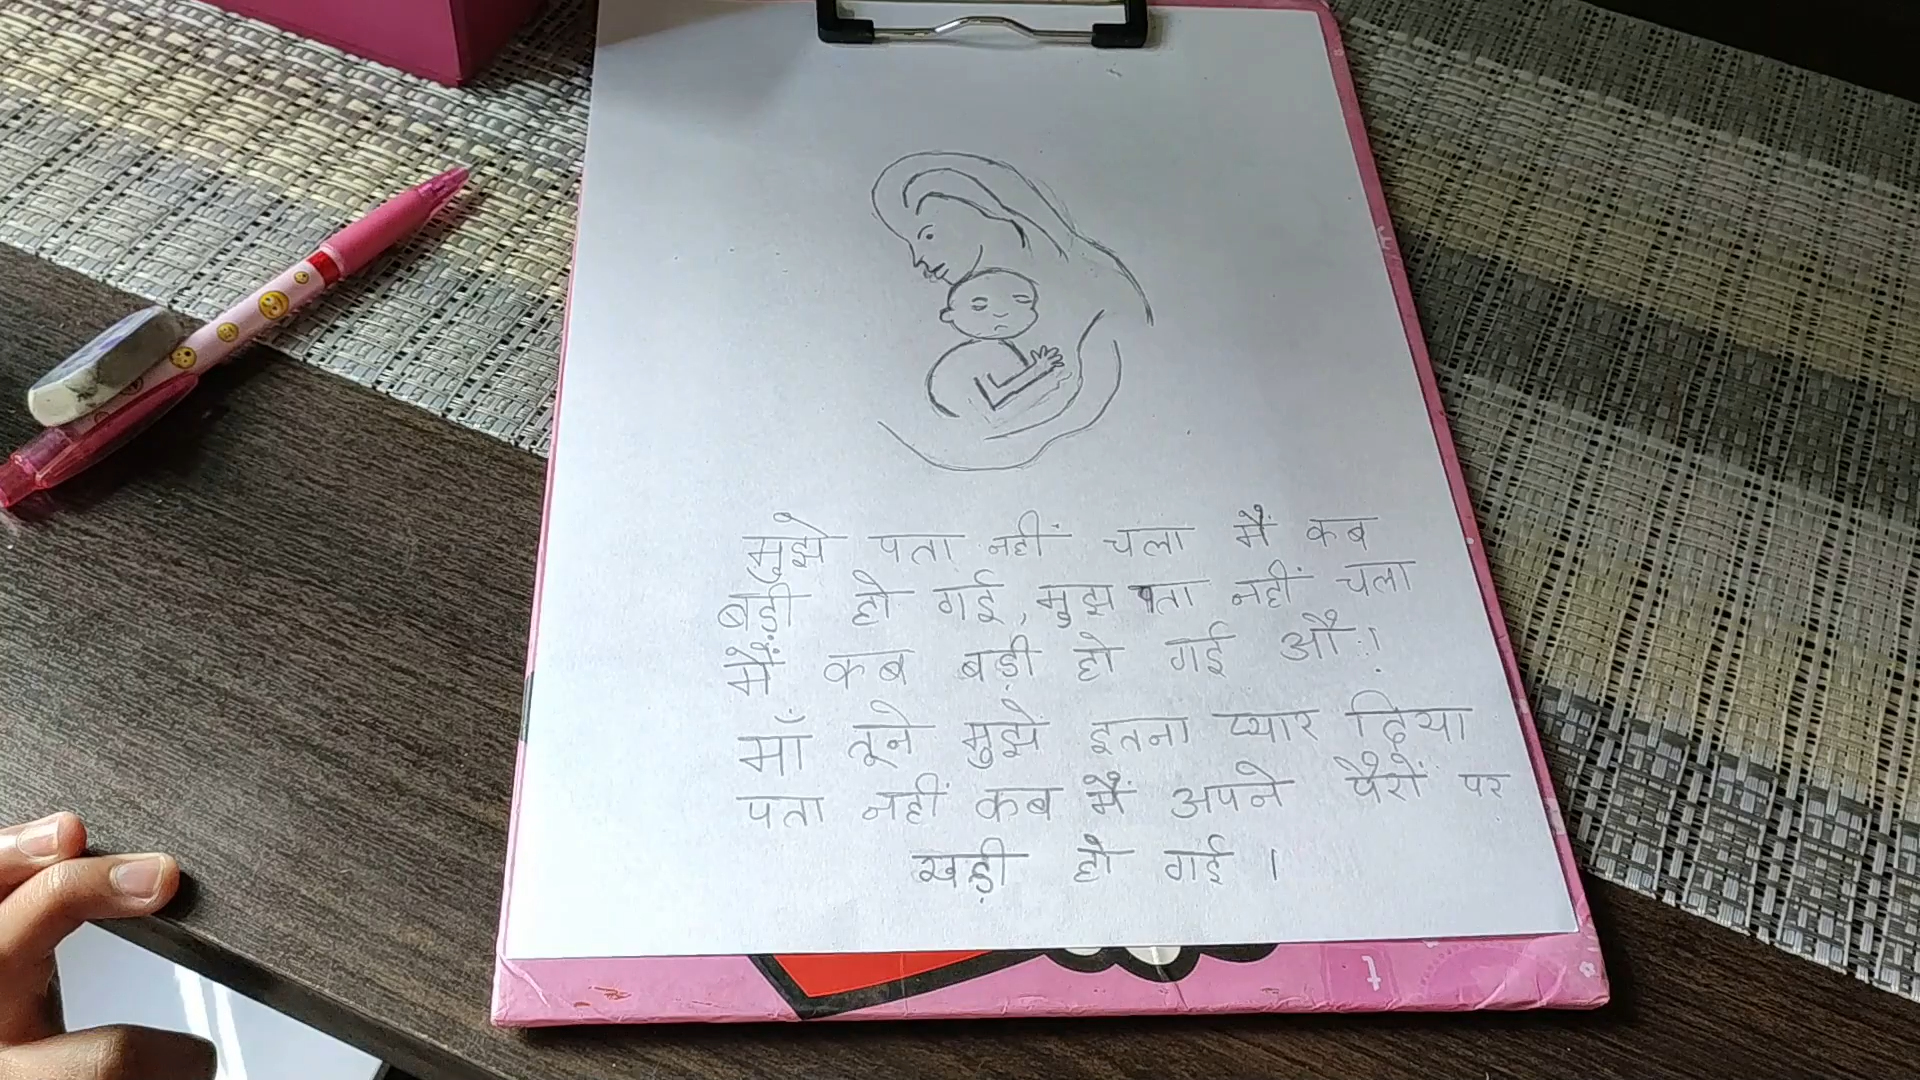 मुझे पता नहीं चला मैं कब
बड़ी हो गई, मुझ पता नहीं चला
मैं कब बड़ी हो गई औ !
माँ तूने मुझे इतना प्यार दिया
पता नहीं कब मैं अपने पैरों पर
खड़ी हो गई ।
t